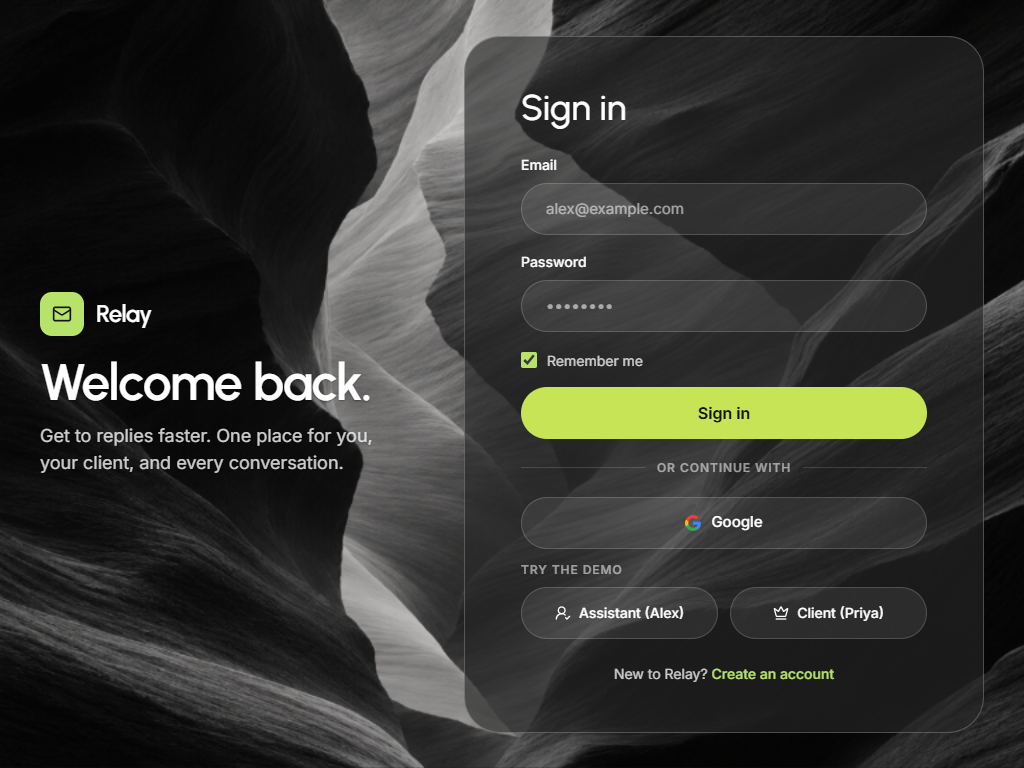 Relay
Welcome back.
Get to replies faster. One place for you,
your client, and every conversation.
Sign in
Email
alex@example.com
Password
••••••••
Remember me
Sign in
OR CONTINUE WITH
Google
TRY THE DEMO
Assistant (Alex)
Client (Priya)
New to Relay? Create an account